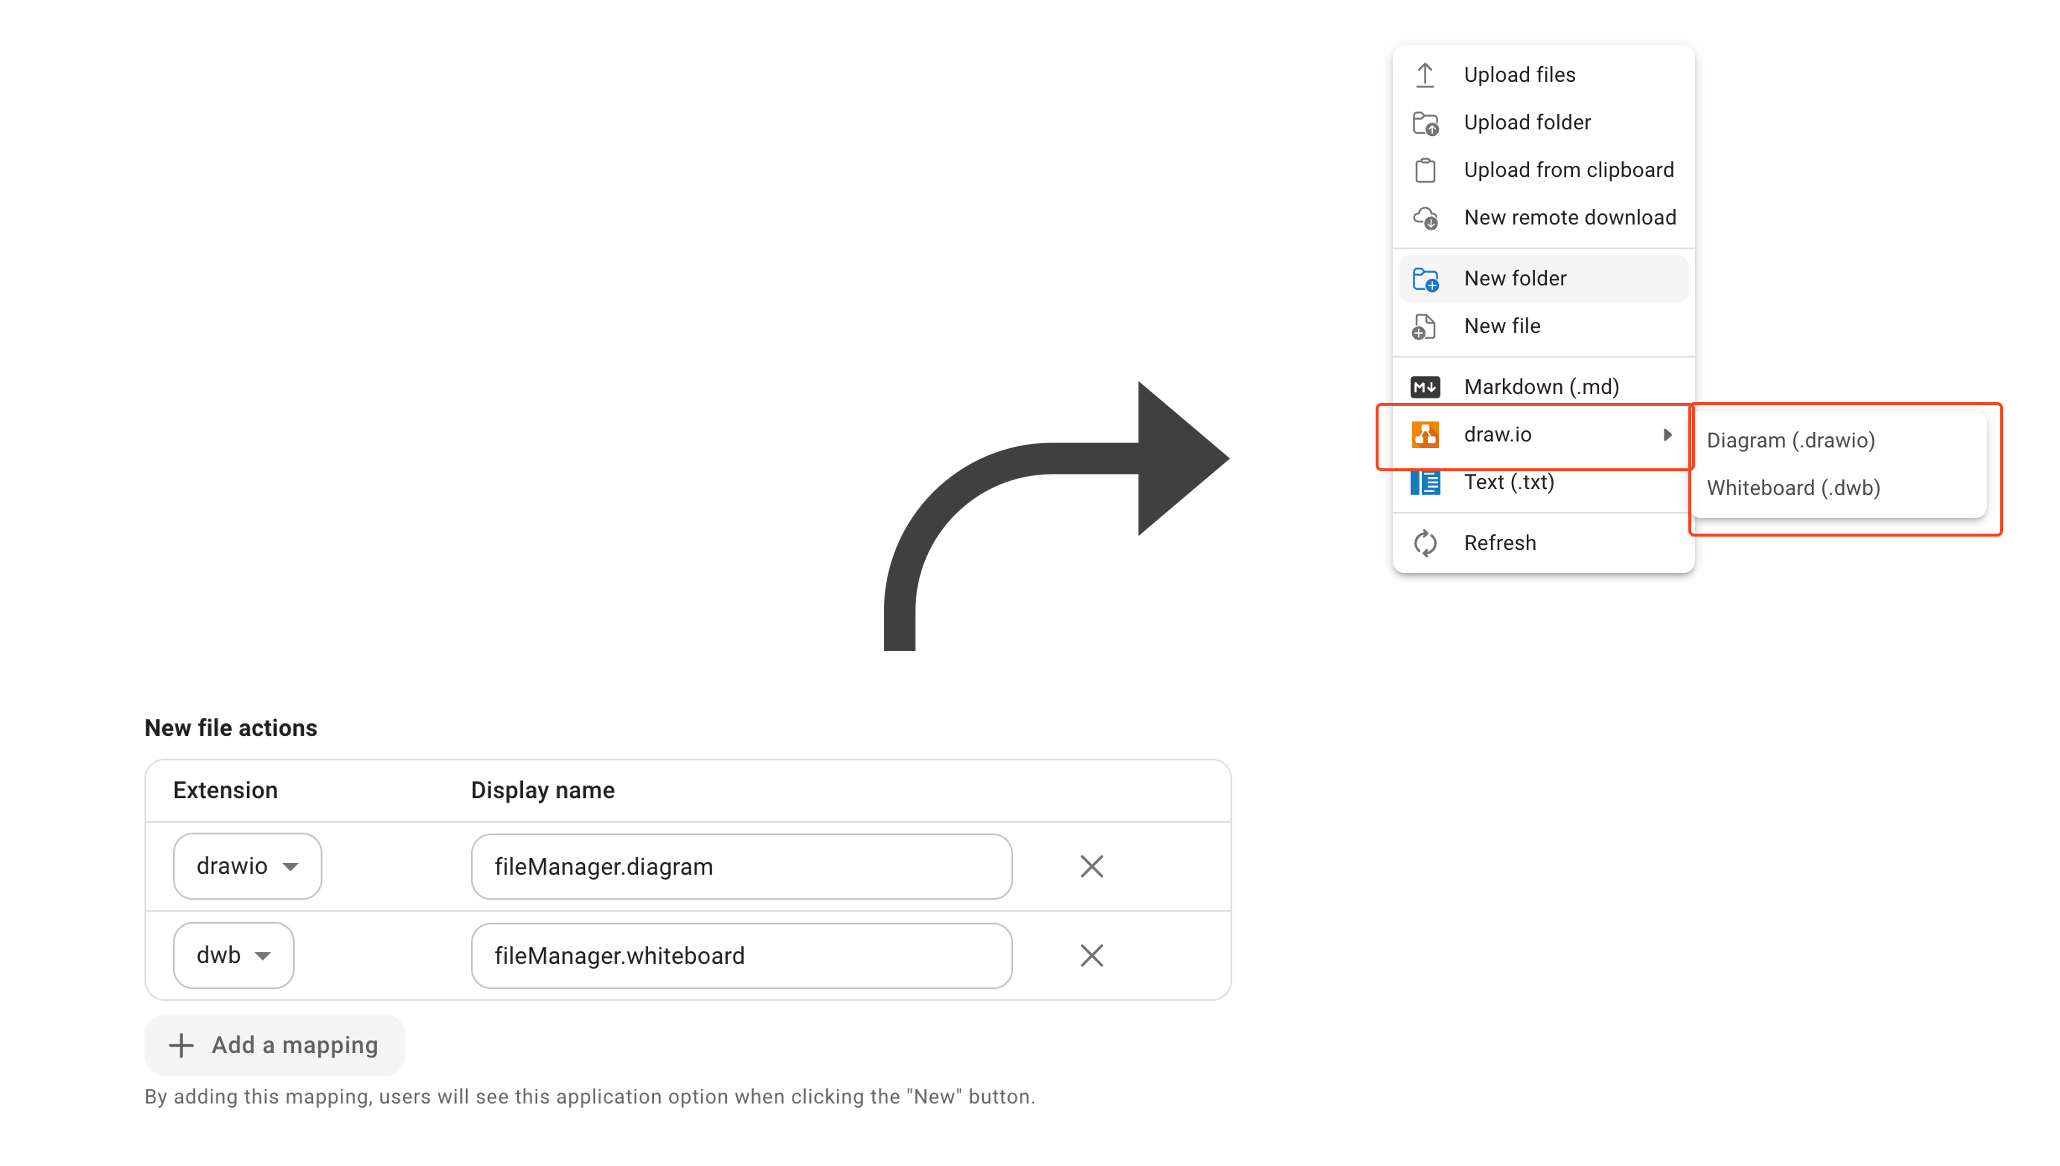 Upload files
Upload folder
Upload from clipboard
New remote download
New folder
New file
Markdown (.md)
draw.io
Text (.txt)
Refresh
Diagram (.drawio)
Whiteboard (.dwb)
New file actions
Extension Display name
drawio fileManager.diagram
dwb fileManager.whiteboard
Add a mapping
By adding this mapping, users will see this application option when clicking the "New" button.